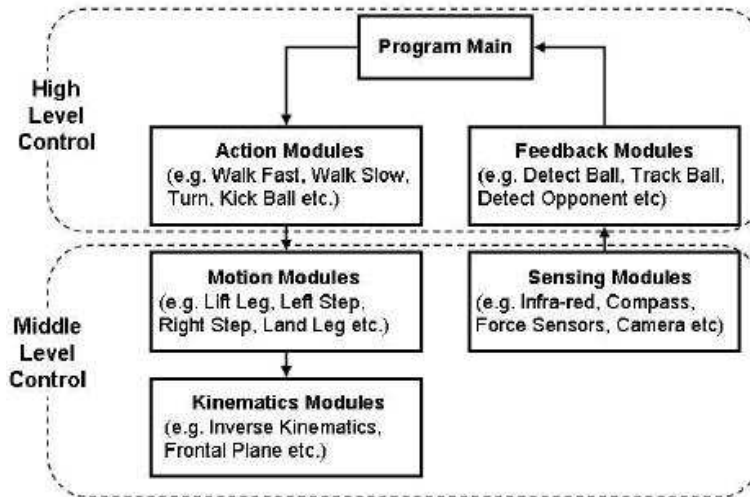 Program Main
High
Level
Control
Action Modules
(e.g. Walk Fast, Walk Slow,
Turn, Kick Ball etc.)
Feedback Modules
(e.g. Detect Ball, Track Ball,
Detect Opponent etc)
Middle
Level
Control
Motion Modules
(e.g. Lift Leg, Left Step,
Right Step, Land Leg etc.)
Sensing Modules
(e.g. Infra-red, Compass,
Force Sensors, Camera etc)
Kinematics Modules
(e.g. Inverse Kinematics,
Frontal Plane etc.)